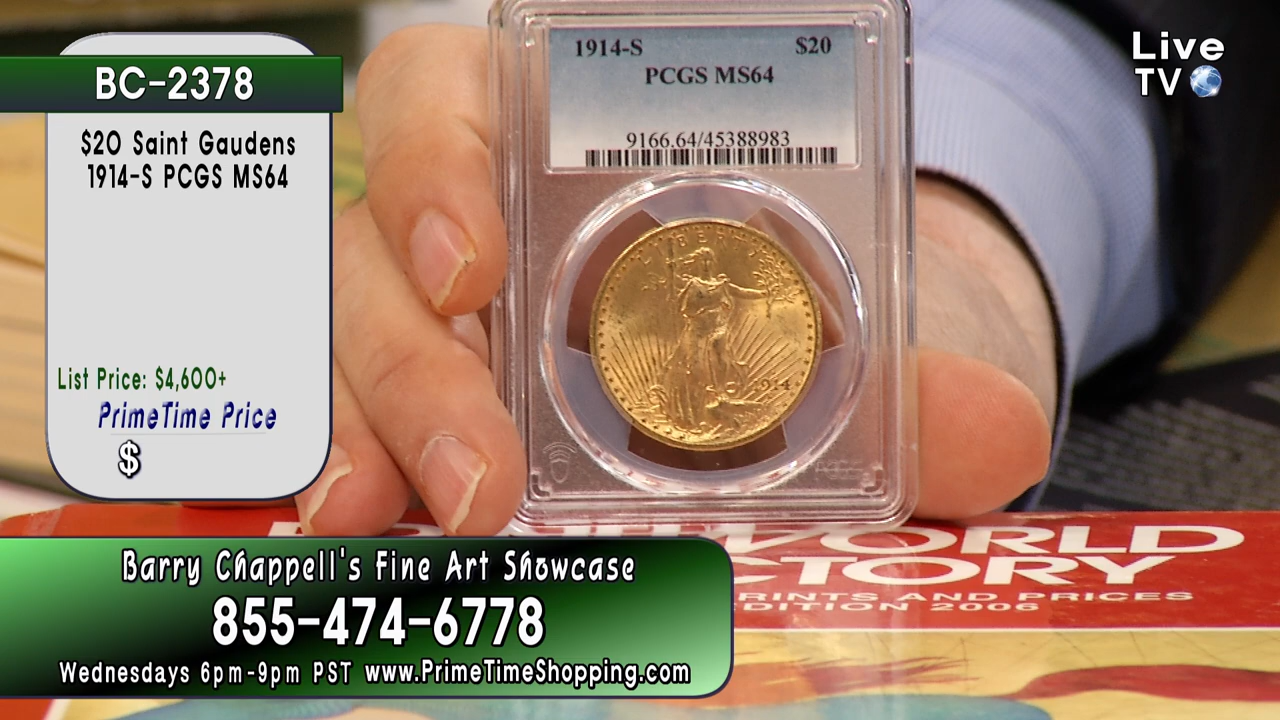 BC-2378
$20 Saint Gaudens
1914-S PCGS MS64
List Price: $4,600+
PrimeTime Price
$
1914-S $20
PCGS MS64
9166.64/45388983
LIBERTY
1914
Live
TV
WORLD
CTORY
PRINTS AND PRICES
EDITION 2006
Barry Chappell's Fine Art Showcase
855-474-6778
Wednesdays 6pm-9pm PST www.PrimeTimeShopping.com